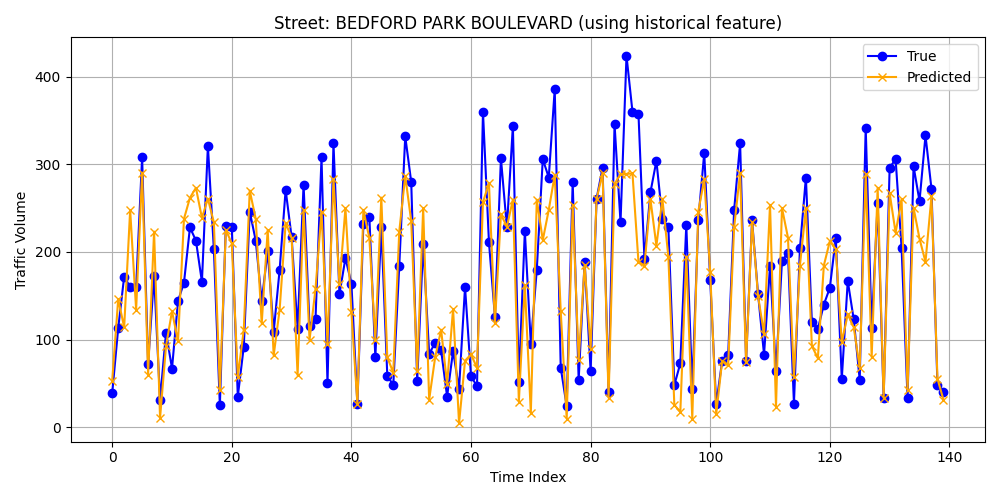 Street: BEDFORD PARK BOULEVARD (using historical feature)
True
Predicted
Traffic Volume
400
300
200
100
0
0 20 40 60 80 100 120 140
Time Index